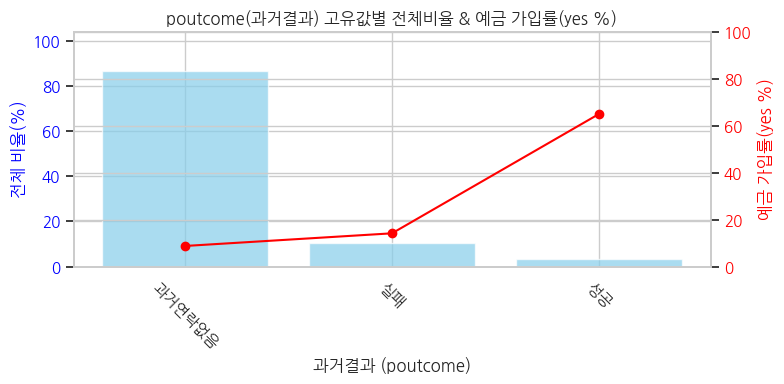 poutcome(과거결과) 고유값별 전체비율 & 예금 가입률(yes %)
전체 비율(%)
100
80
60
40
20
0
예금 가입률(yes %)
100
80
60
40
20
0
과거연락없음
실패
성공
과거결과 (poutcome)